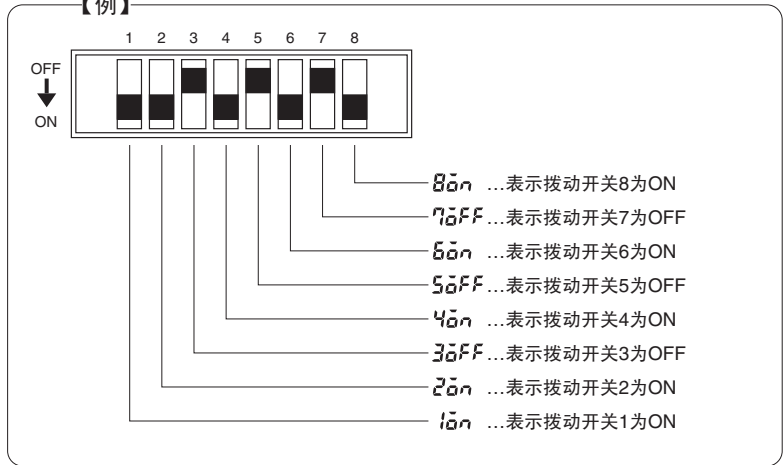 【例】
1 2 3 4 5 6 7 8
OFF
ON
8on …表示拨动开关8为ON
7oFF…表示拨动开关7为OFF
6on …表示拨动开关6为ON
5oFF…表示拨动开关5为OFF
4on …表示拨动开关4为ON
3oFF…表示拨动开关3为OFF
2on …表示拨动开关2为ON
1on …表示拨动开关1为ON